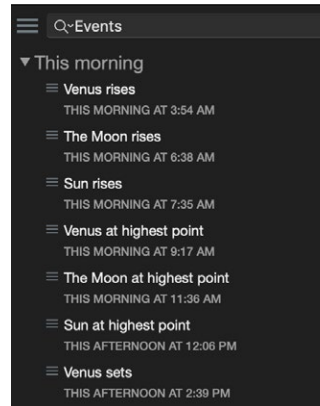 Events
This morning
Venus rises
THIS MORNING AT 3:54 AM
The Moon rises
THIS MORNING AT 6:38 AM
Sun rises
THIS MORNING AT 7:35 AM
Venus at highest point
THIS MORNING AT 9:17 AM
The Moon at highest point
THIS MORNING AT 11:36 AM
Sun at highest point
THIS AFTERNOON AT 12:06 PM
Venus sets
THIS AFTERNOON AT 2:39 PM